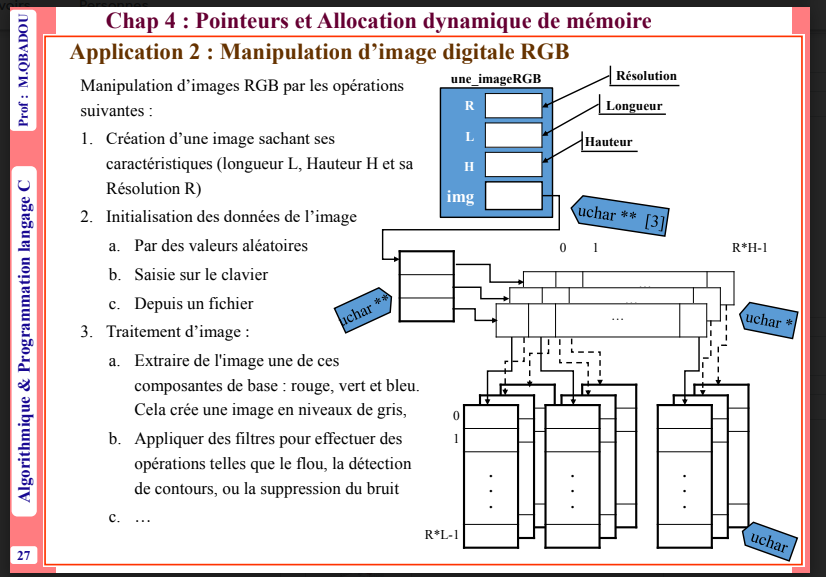 Chap 4 : Pointeurs et Allocation dynamique de mémoire
Prof : M.QBADOU
Algorithmique & Programmation langage C
27
Application 2 : Manipulation d’image digitale RGB
Manipulation d’images RGB par les opérations
suivantes :
1. Création d’une image sachant ses
caractéristiques (longueur L, Hauteur H et sa
Résolution R)
2. Initialisation des données de l’image
a. Par des valeurs aléatoires
b. Saisie sur le clavier
c. Depuis un fichier
3. Traitement d’image :
a. Extraire de l'image une de ces
composantes de base : rouge, vert et bleu.
Cela crée une image en niveaux de gris,
b. Appliquer des filtres pour effectuer des
opérations telles que le flou, la détection
de contours, ou la suppression du bruit
c. …
une_imageRGB
R
L
H
img
Résolution
Longueur
Hauteur
uchar ** [3]
0 1 R*H-1
uchar **
…
uchar *
0
1
R*L-1
uchar